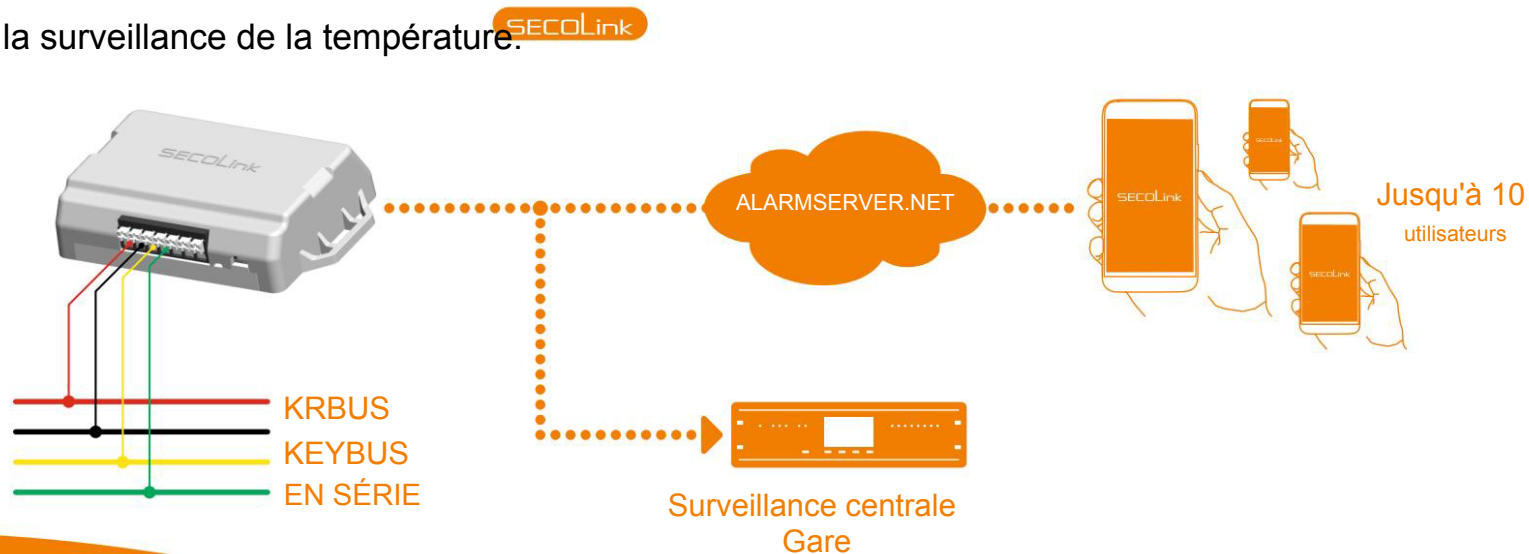 la surveillance de la température.
SECOLink
SECOLink
ALARMSERVER.NET
SECOLink
SECOLink
SECOLink
Jusqu'à 10
utilisateurs
KRBUS
KEYBUS
EN SÉRIE
Surveillance centrale
Gare